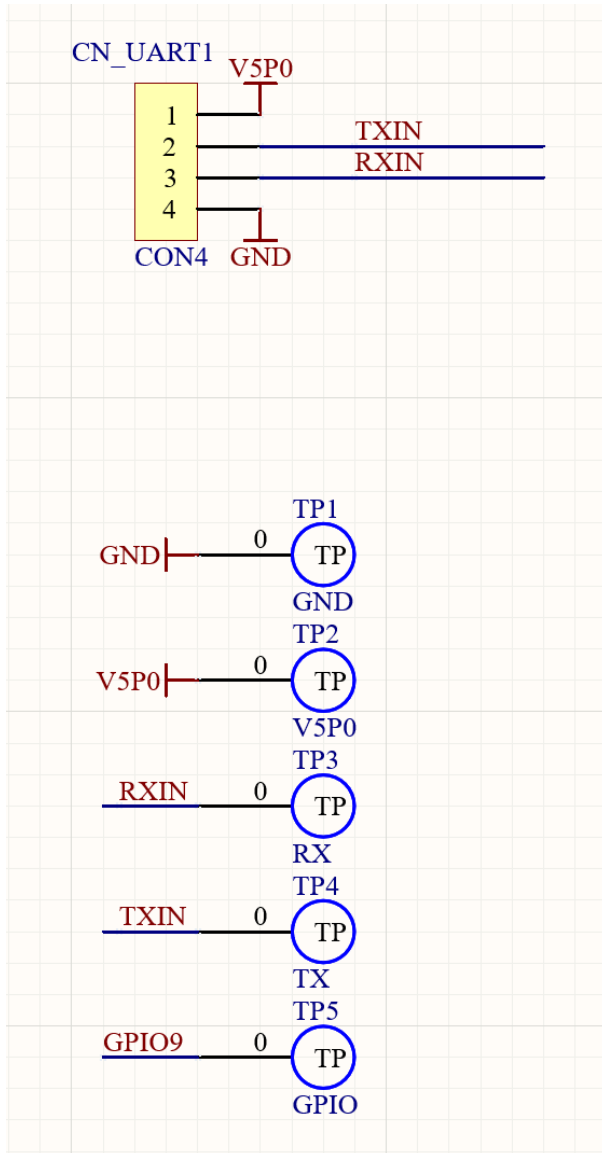 CN_UART1
V5P0
1
2 TXIN
3 RXIN
4
CON4 GND
TP1
GND 0 TP
GND
TP2
V5P0 0 TP
V5P0
TP3
RXIN 0 TP
RX
TP4
TXIN 0 TP
TX
TP5
GPIO9 0 TP
GPIO